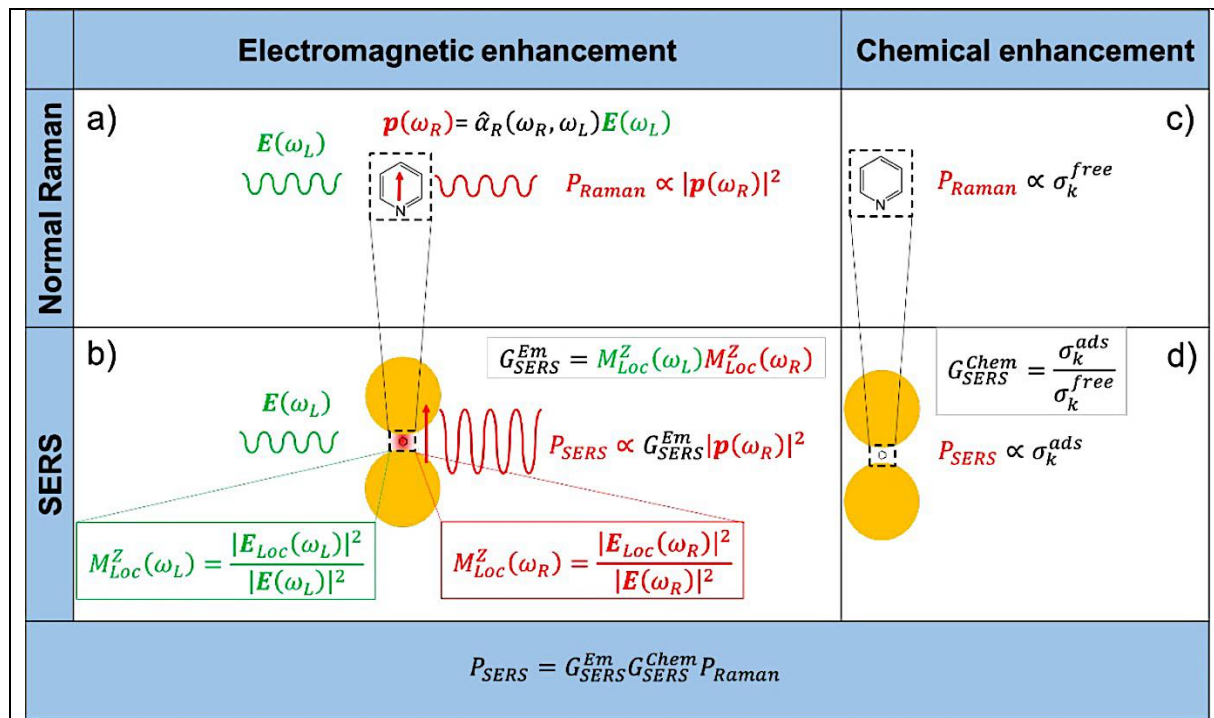 Electromagnetic enhancement
Chemical enhancement
Normal Raman
a)
𝒑(ω_R) = α̂_R(ω_R, ω_L)𝑬(ω_L)
𝑬(ω_L)
N
P_Raman ∝ |𝒑(ω_R)|²
c)
N
P_Raman ∝ σ_k^free
SERS
b)
G_SERS^Em = M_Loc^Z(ω_L)M_Loc^Z(ω_R)
𝑬(ω_L)
P_SERS ∝ G_SERS^Em|𝒑(ω_R)|²
M_Loc^Z(ω_L) = |𝑬_Loc(ω_L)|² / |𝑬(ω_L)|²
M_Loc^Z(ω_R) = |𝑬_Loc(ω_R)|² / |𝑬(ω_R)|²
d)
G_SERS^Chem = σ_k^ads / σ_k^free
P_SERS ∝ σ_k^ads
P_SERS = G_SERS^Em G_SERS^Chem P_Raman